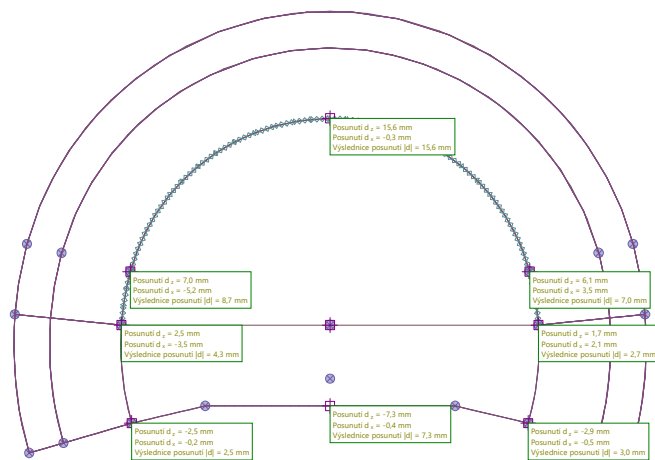 Posunutí d z = 15,6 mm
Posunutí d x = -0,3 mm
Výslednice posunutí |d| = 15,6 mm
Posunutí d z = 7,0 mm
Posunutí d x = -5,2 mm
Výslednice posunutí |d| = 8,7 mm
Posunutí d z = 6,1 mm
Posunutí d x = 3,5 mm
Výslednice posunutí |d| = 7,0 mm
Posunutí d z = 2,5 mm
Posunutí d x = -3,5 mm
Výslednice posunutí |d| = 4,3 mm
Posunutí d z = 1,7 mm
Posunutí d x = 2,1 mm
Výslednice posunutí |d| = 2,7 mm
Posunutí d z = -7,3 mm
Posunutí d x = -0,4 mm
Výslednice posunutí |d| = 7,3 mm
Posunutí d z = -2,5 mm
Posunutí d x = -0,2 mm
Výslednice posunutí |d| = 2,5 mm
Posunutí d z = -2,9 mm
Posunutí d x = -0,5 mm
Výslednice posunutí |d| = 3,0 mm